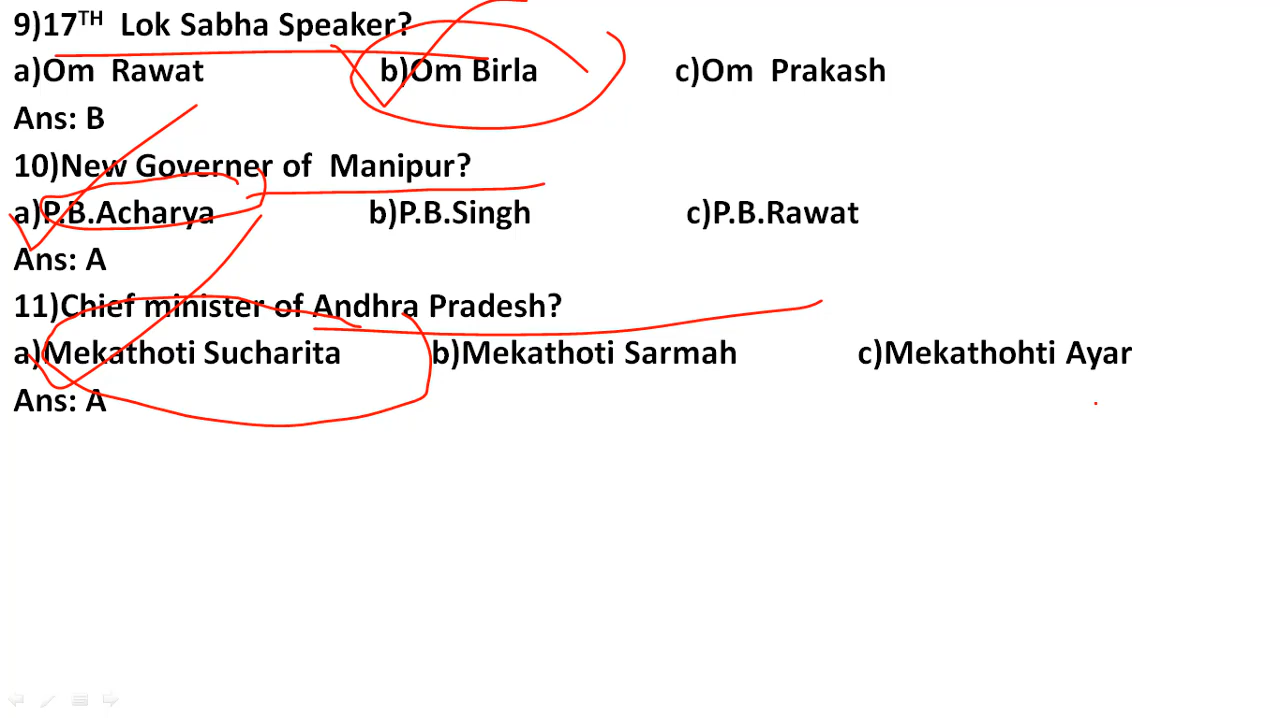 9)17TH Lok Sabha Speaker?
a)Om Rawat b)Om Birla c)Om Prakash
Ans: B
10)New Governer of Manipur?
a)P.B.Acharya b)P.B.Singh c)P.B.Rawat
Ans: A
11)Chief minister of Andhra Pradesh?
a)Mekathoti Sucharita b)Mekathoti Sarmah c)Mekathohti Ayar
Ans: A